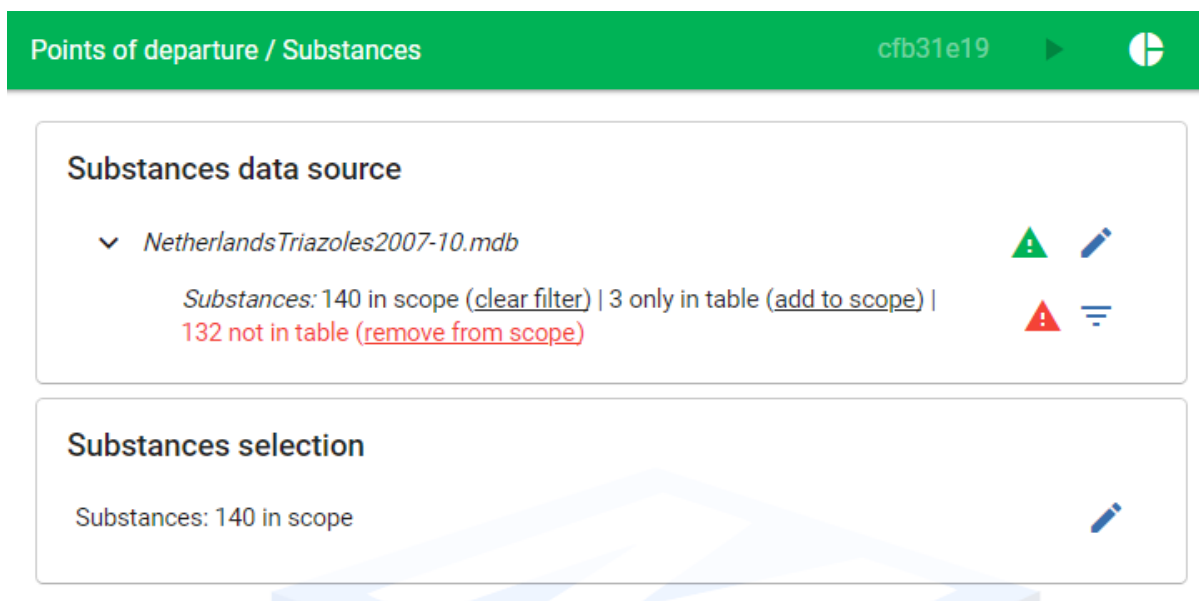 Points of departure / Substances cfb31e19
Substances data source
NetherlandsTriazoles2007-10.mdb
Substances: 140 in scope (clear filter) | 3 only in table (add to scope) |
132 not in table (remove from scope)
Substances selection
Substances: 140 in scope